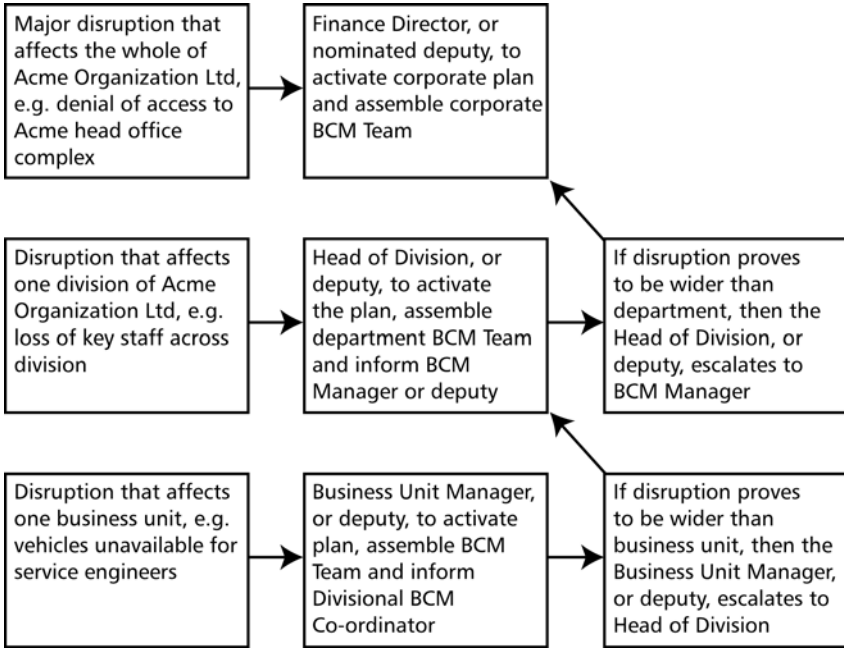 Major disruption that
affects the whole of
Acme Organization Ltd,
e.g. denial of access to
Acme head office
complex
Finance Director, or
nominated deputy, to
activate corporate plan
and assemble corporate
BCM Team
Disruption that affects
one division of Acme
Organization Ltd, e.g.
loss of key staff across
division
Head of Division, or
deputy, to activate
the plan, assemble
department BCM Team
and inform BCM
Manager or deputy
If disruption proves
to be wider than
department, then the
Head of Division, or
deputy, escalates to
BCM Manager
Disruption that affects
one business unit, e.g.
vehicles unavailable for
service engineers
Business Unit Manager,
or deputy, to activate
plan, assemble BCM
Team and inform
Divisional BCM
Co-ordinator
If disruption proves
to be wider than
business unit, then the
Business Unit Manager,
or deputy, escalates to
Head of Division